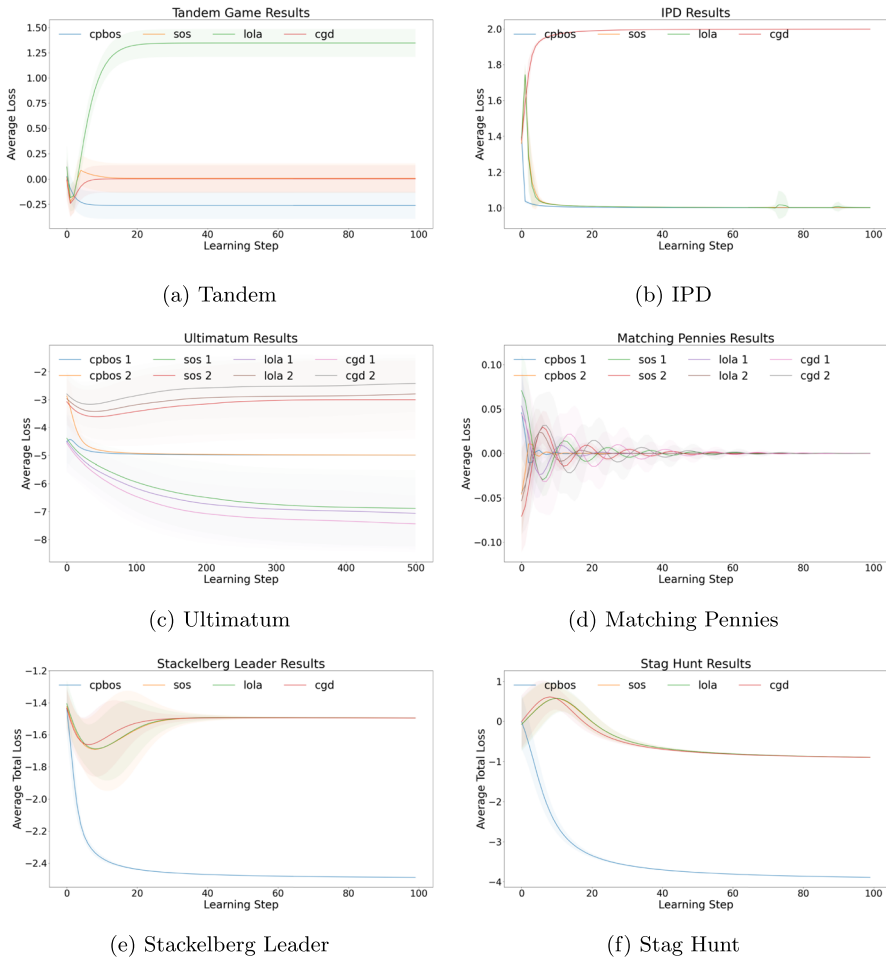 Tandem Game Results
cpbos sos lola cgd
1.50
1.25
1.00
0.75
0.50
0.25
0.00
−0.25
Average Loss
0 20 40 60 80 100
Learning Step
(a) Tandem
IPD Results
cpbos sos lola cgd
2.0
1.8
1.6
1.4
1.2
1.0
Average Loss
0 20 40 60 80 100
Learning Step
(b) IPD
Ultimatum Results
cpbos 1 sos 1 lola 1 cgd 1
cpbos 2 sos 2 lola 2 cgd 2
−2
−3
−4
−5
−6
−7
−8
Average Loss
0 100 200 300 400 500
Learning Step
(c) Ultimatum
Matching Pennies Results
cpbos 1 sos 1 lola 1 cgd 1
cpbos 2 sos 2 lola 2 cgd 2
0.10
0.05
0.00
−0.05
−0.10
Average Loss
0 20 40 60 80 100
Learning Step
(d) Matching Pennies
Stackelberg Leader Results
cpbos sos lola cgd
−1.2
−1.4
−1.6
−1.8
−2.0
−2.2
−2.4
Average Total Loss
0 20 40 60 80 100
Learning Step
(e) Stackelberg Leader
Stag Hunt Results
cpbos sos lola cgd
1
0
−1
−2
−3
−4
Average Total Loss
0 20 40 60 80 100
Learning Step
(f) Stag Hunt